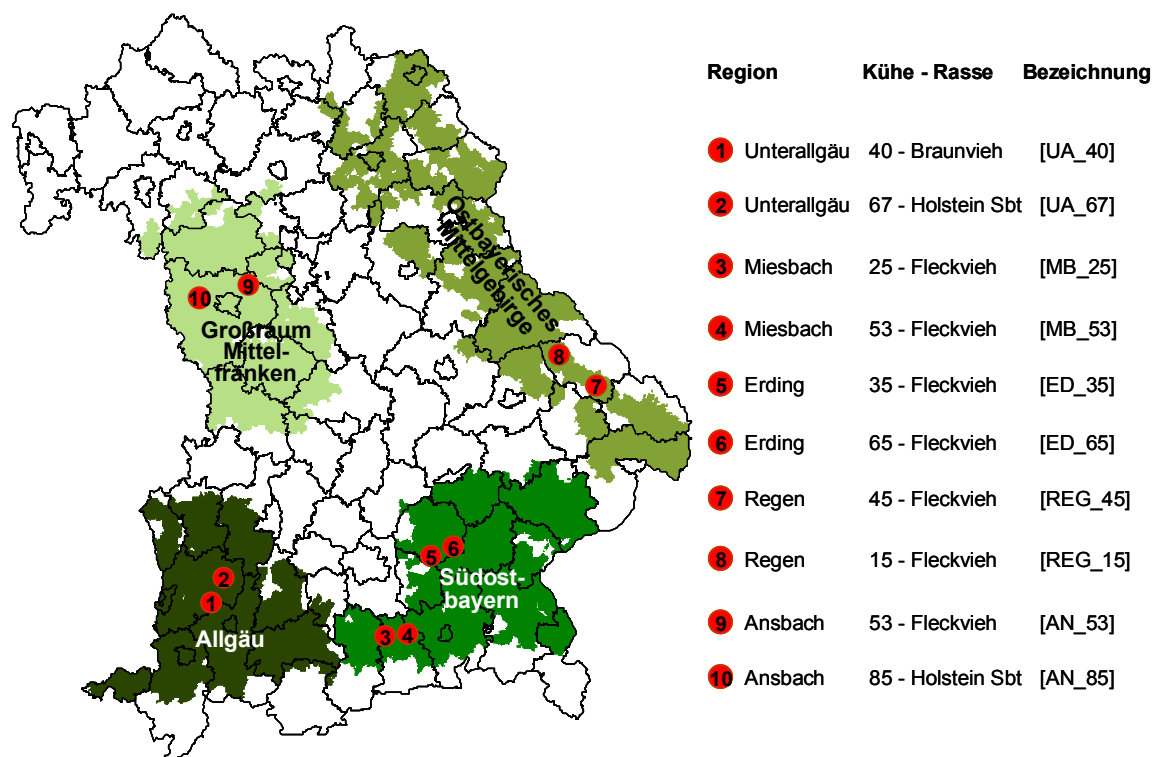 Region Kühe - Rasse Bezeichnung
1 Unterallgäu 40 - Braunvieh [UA_40]
2 Unterallgäu 67 - Holstein Sbt [UA_67]
3 Miesbach 25 - Fleckvieh [MB_25]
4 Miesbach 53 - Fleckvieh [MB_53]
5 Erding 35 - Fleckvieh [ED_35]
6 Erding 65 - Fleckvieh [ED_65]
7 Regen 45 - Fleckvieh [REG_45]
8 Regen 15 - Fleckvieh [REG_15]
9 Ansbach 53 - Fleckvieh [AN_53]
10 Ansbach 85 - Holstein Sbt [AN_85]
Ostbayerisches
Mittelgebirge
9
10
Großraum
Mittel-
franken
8
7
6
5
2
1
Südost-
bayern
Allgäu
3
4